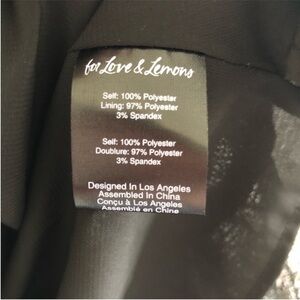 for Love & Lemons
Self: 100% Polyester
Lining: 97% Polyester
3% Spandex
Self: 100% Polyester
Doublure: 97% Polyester
3% Spandex
Designed In Los Angeles
Assembled In China
Conçu à Los Angeles
Assemblé en Chine